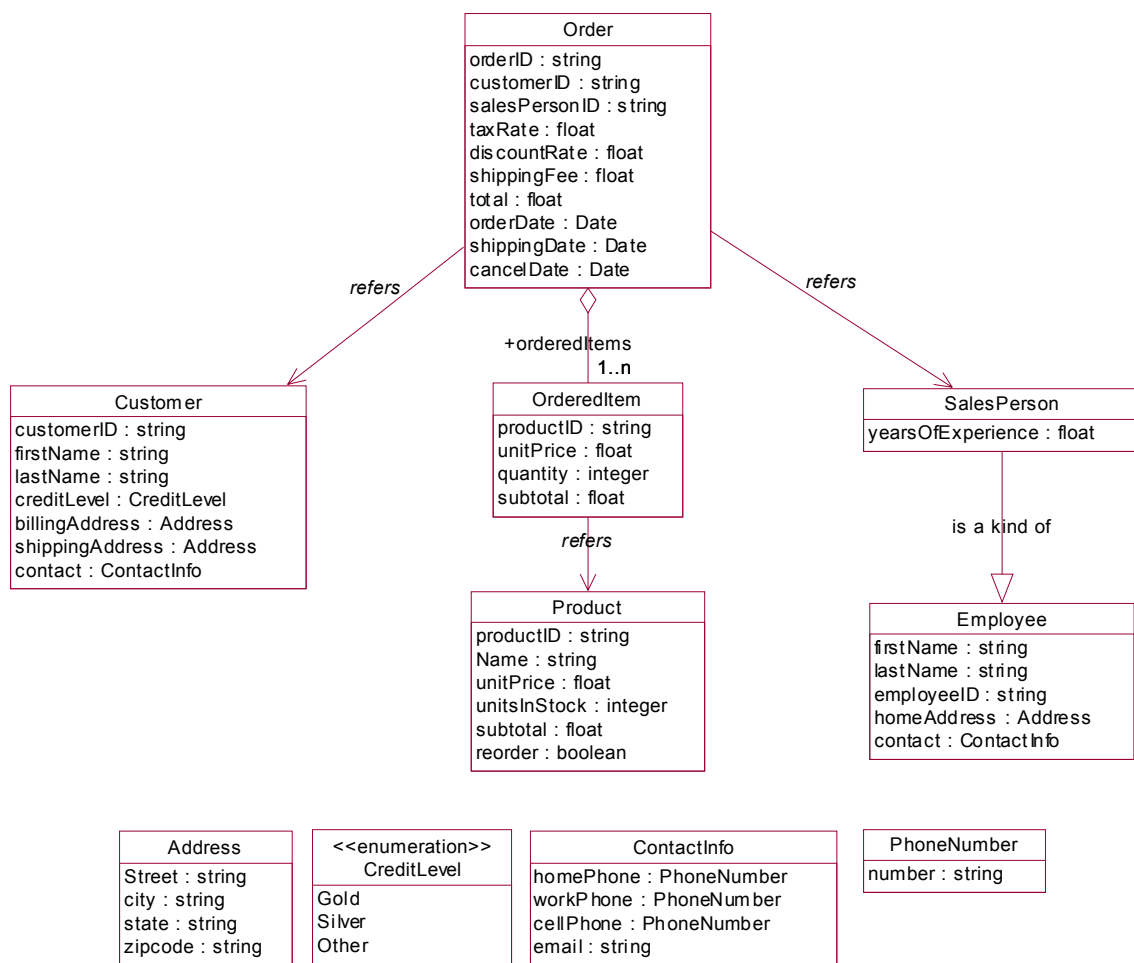 Order
orderID : string
customerID : string
salesPersonID : string
taxRate : float
discountRate : float
shippingFee : float
total : float
orderDate : Date
shippingDate : Date
cancelDate : Date
refers
refers
+orderedItems
1..n
Customer
customerID : string
firstName : string
lastName : string
creditLevel : CreditLevel
billingAddress : Address
shippingAddress : Address
contact : ContactInfo
OrderedItem
productID : string
unitPrice : float
quantity : integer
subtotal : float
SalesPerson
yearsOfExperience : float
refers
is a kind of
Product
productID : string
Name : string
unitPrice : float
unitsInStock : integer
subtotal : float
reorder : boolean
Employee
firstName : string
lastName : string
employeeID : string
homeAddress : Address
contact : ContactInfo
Address
Street : string
city : string
state : string
zipcode : string
<<enumeration>>
CreditLevel
Gold
Silver
Other
ContactInfo
homePhone : PhoneNumber
workPhone : PhoneNumber
cellPhone : PhoneNumber
email : string
PhoneNumber
number : string